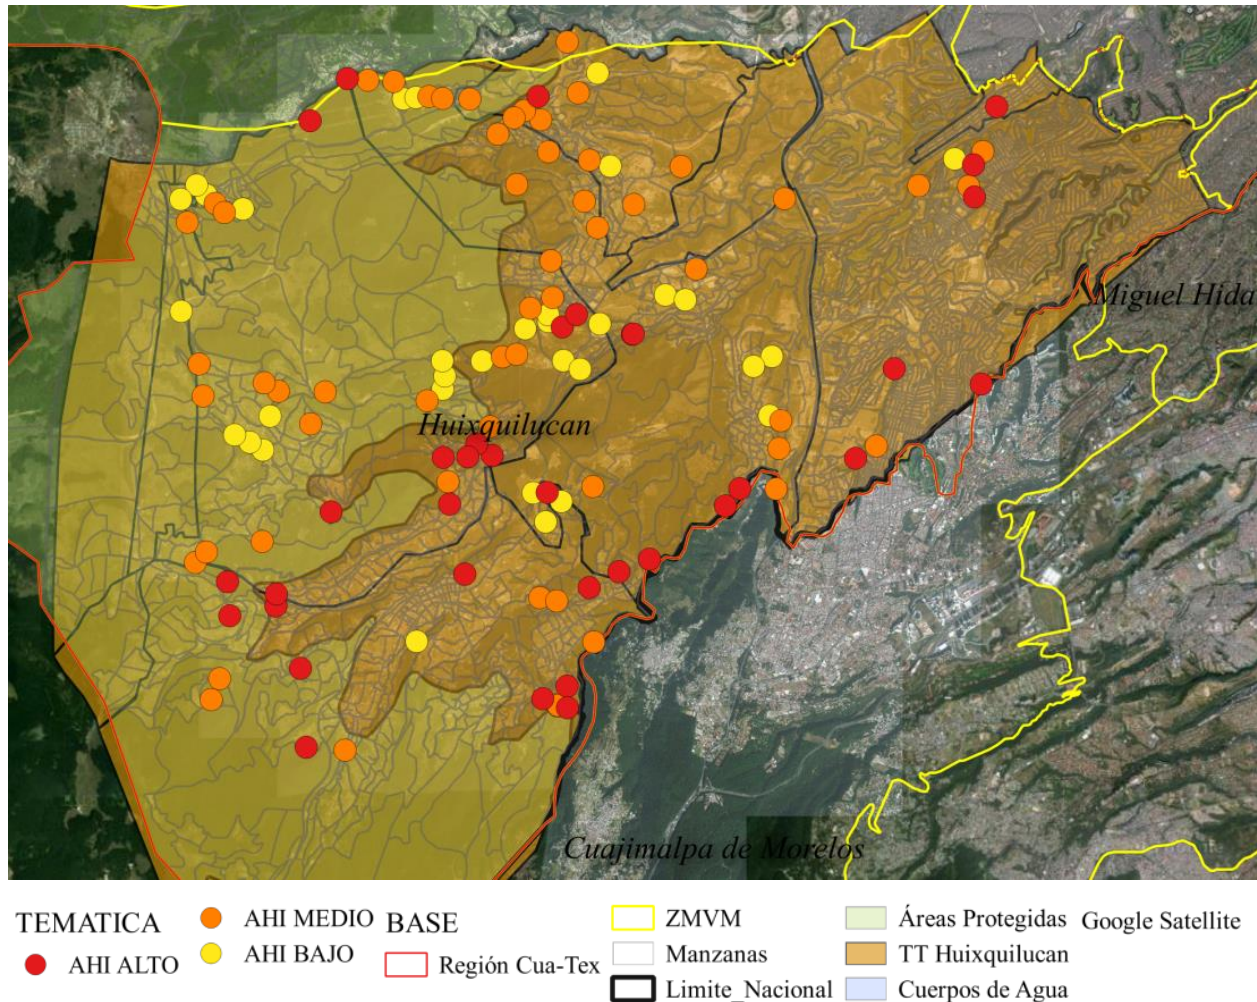 Miguel Hida
Huixquilucan
Cuajimalpa de Morelos
TEMATICA
AHI ALTO
AHI MEDIO
AHI BAJO
BASE
Región Cua-Tex
ZMVM
Manzanas
Limite_Nacional
Áreas Protegidas
TT Huixquilucan
Cuerpos de Agua
Google Satellite